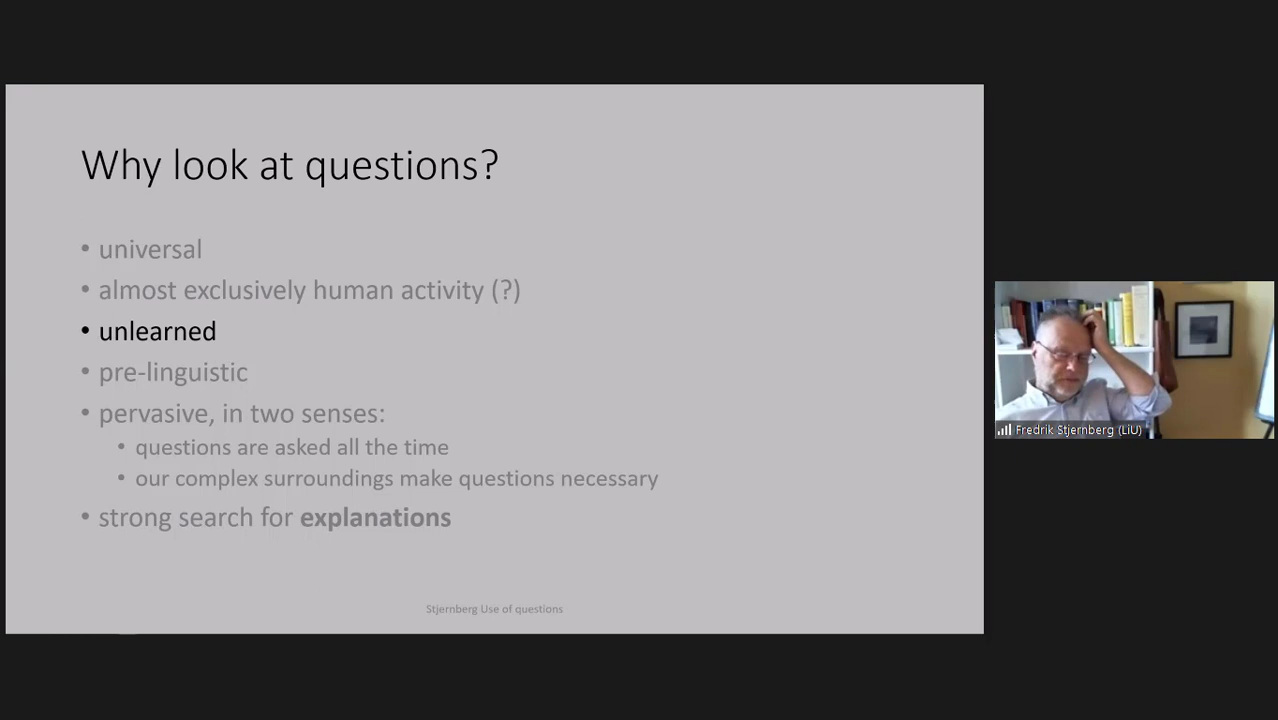 Why look at questions?
• universal
• almost exclusively human activity (?)
• unlearned
• pre-linguistic
• pervasive, in two senses:
• questions are asked all the time
• our complex surroundings make questions necessary
• strong search for explanations
Stjernberg Use of questions
Fredrik Stjernberg (LiU)